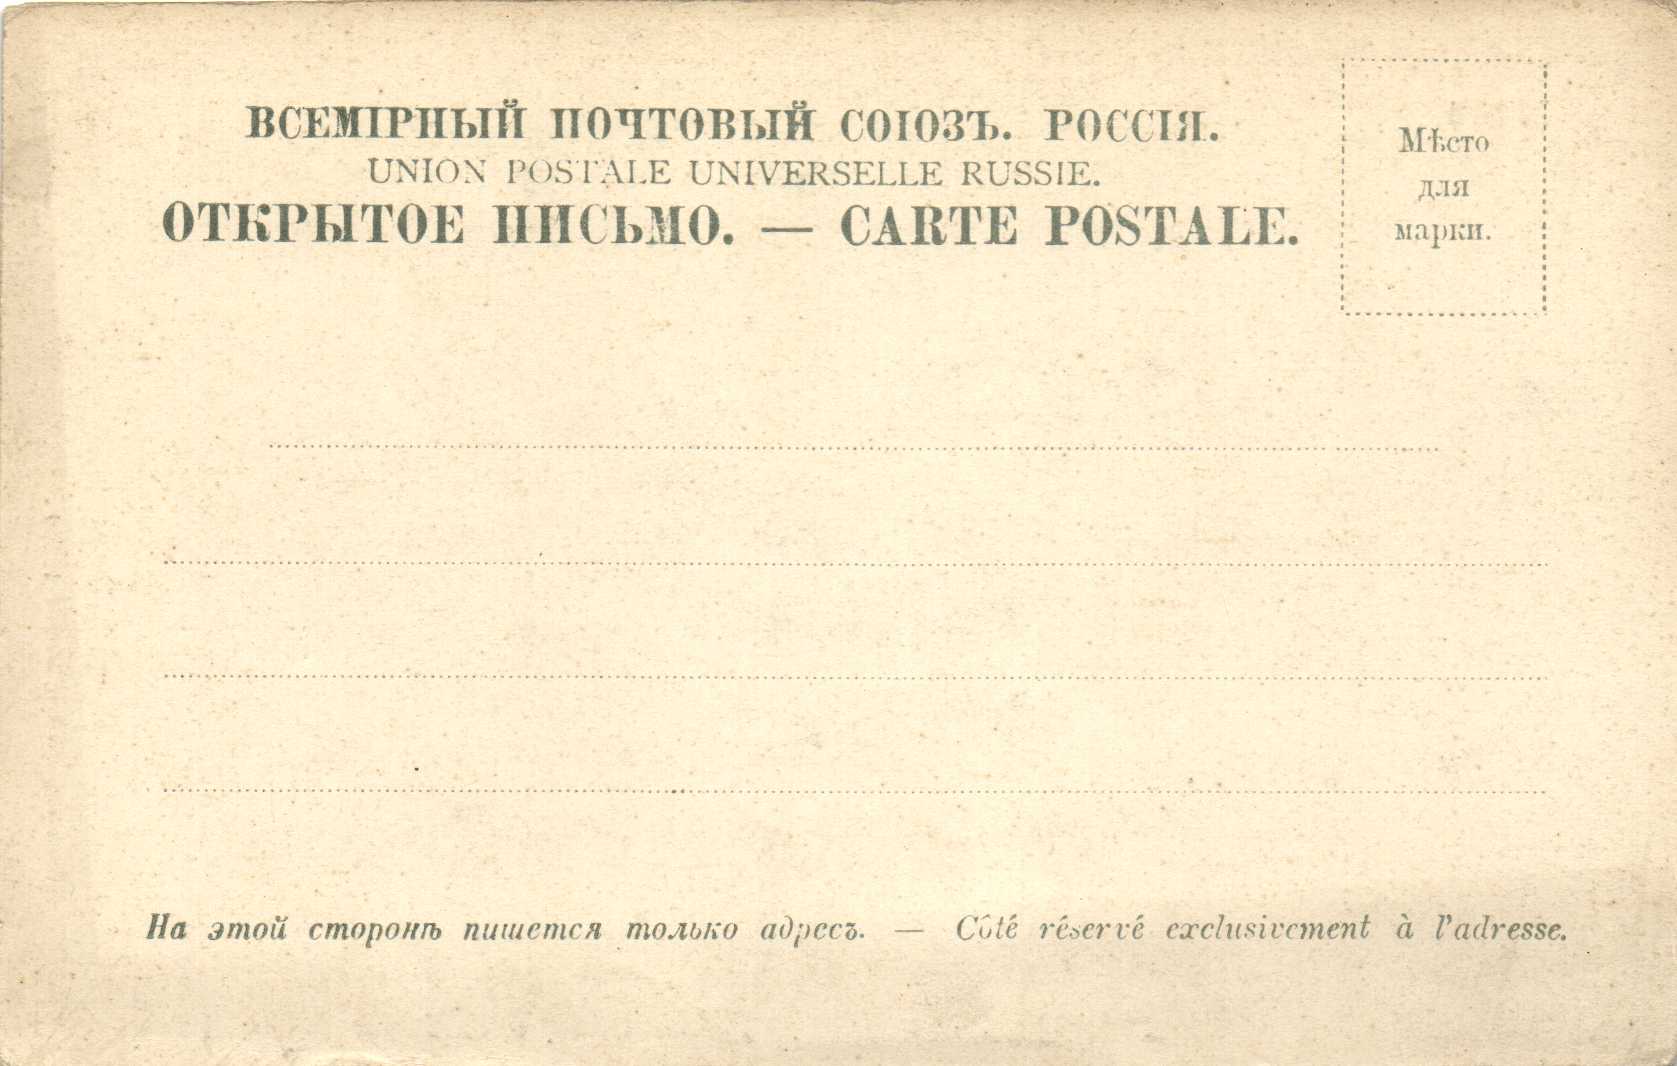 ВСЕМІРНЫЙ ПОЧТОВЫЙ СОЮЗЪ. РОССІЯ.
UNION POSTALE UNIVERSELLE RUSSIE.
ОТКРЫТОЕ ПИСЬМО. — CARTE POSTALE.
Мѣсто
для
марки.
На этой сторонѣ пишется только адресъ. — Côté réservé exclusivement à l'adresse.